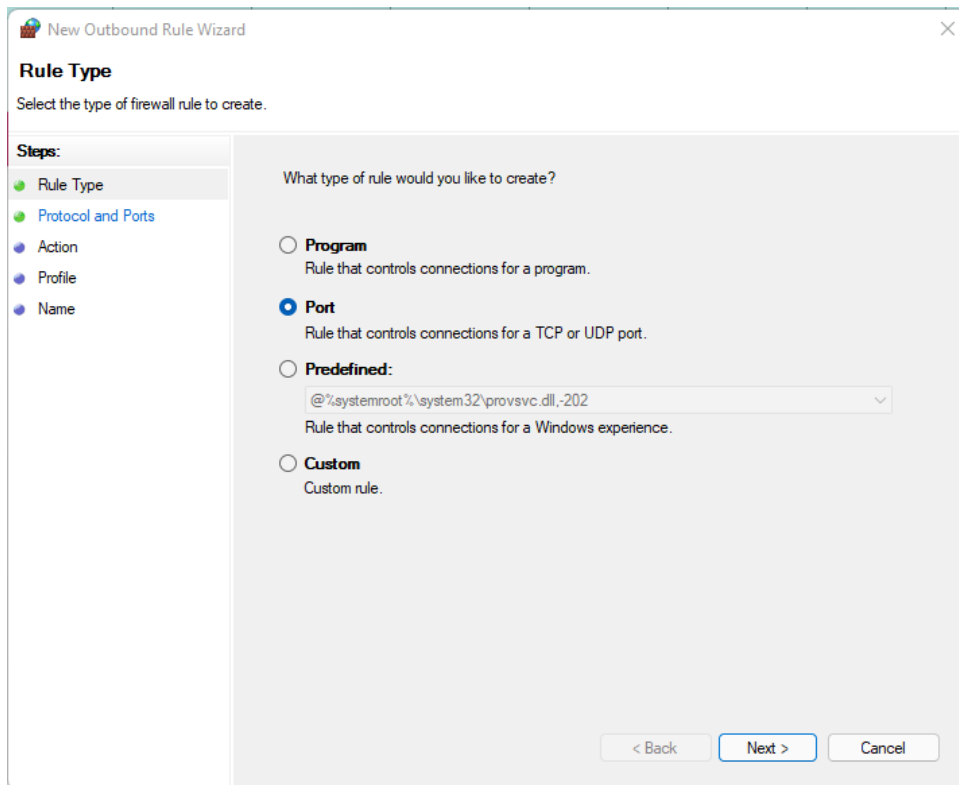 New Outbound Rule Wizard
Rule Type
Select the type of firewall rule to create.
Steps:
Rule Type
Protocol and Ports
Action
Profile
Name
What type of rule would you like to create?
Program
Rule that controls connections for a program.
Port
Rule that controls connections for a TCP or UDP port.
Predefined:
@%systemroot%\system32\provsvc.dll,-202
Rule that controls connections for a Windows experience.
Custom
Custom rule.
< Back
Next >
Cancel